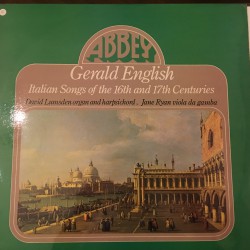 ABBEY
Gerald English
Italian Songs of the 16th and 17th Centuries
David Lumsden organ and harpsichord . Jane Ryan viola da gamba